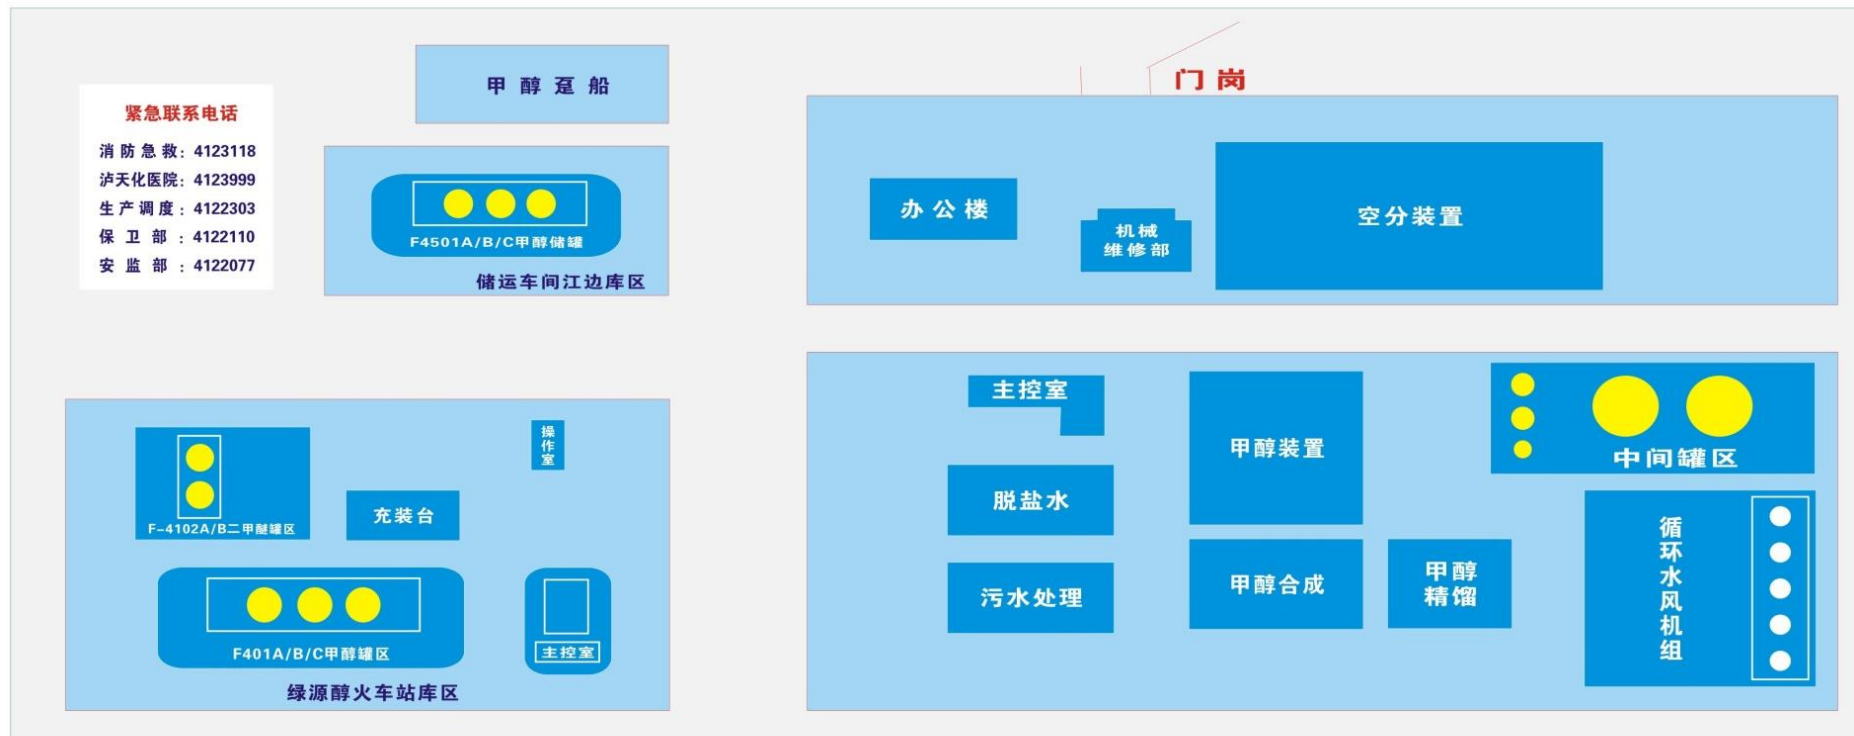 紧急联系电话
消防急救：4123118
泸天化医院：4123999
生产调度：4122303
保卫部：4122110
安监部：4122077
甲醇趸船
F4501A/B/C甲醇储罐
储运车间江边库区
门岗
办公楼
机械
维修部
空分装置
操作室
F-4102A/B二甲醚罐区
充装台
F401A/B/C甲醇罐区
主控室
绿源醇火车站库区
主控室
甲醇装置
中间罐区
脱盐水
循环水风机组
污水处理
甲醇合成
甲醇
精馏